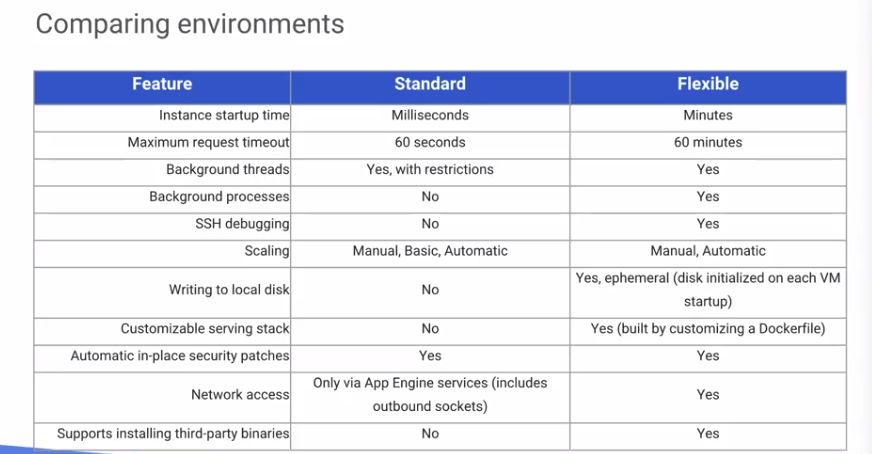 Comparing environments
Feature Standard Flexible
Instance startup time Milliseconds Minutes
Maximum request timeout 60 seconds 60 minutes
Background threads Yes, with restrictions Yes
Background processes No Yes
SSH debugging No Yes
Scaling Manual, Basic, Automatic Manual, Automatic
Writing to local disk No Yes, ephemeral (disk initialized on each VM
startup)
Customizable serving stack No Yes (built by customizing a Dockerfile)
Automatic in-place security patches Yes Yes
Network access Only via App Engine services (includes
outbound sockets) Yes
Supports installing third-party binaries No Yes